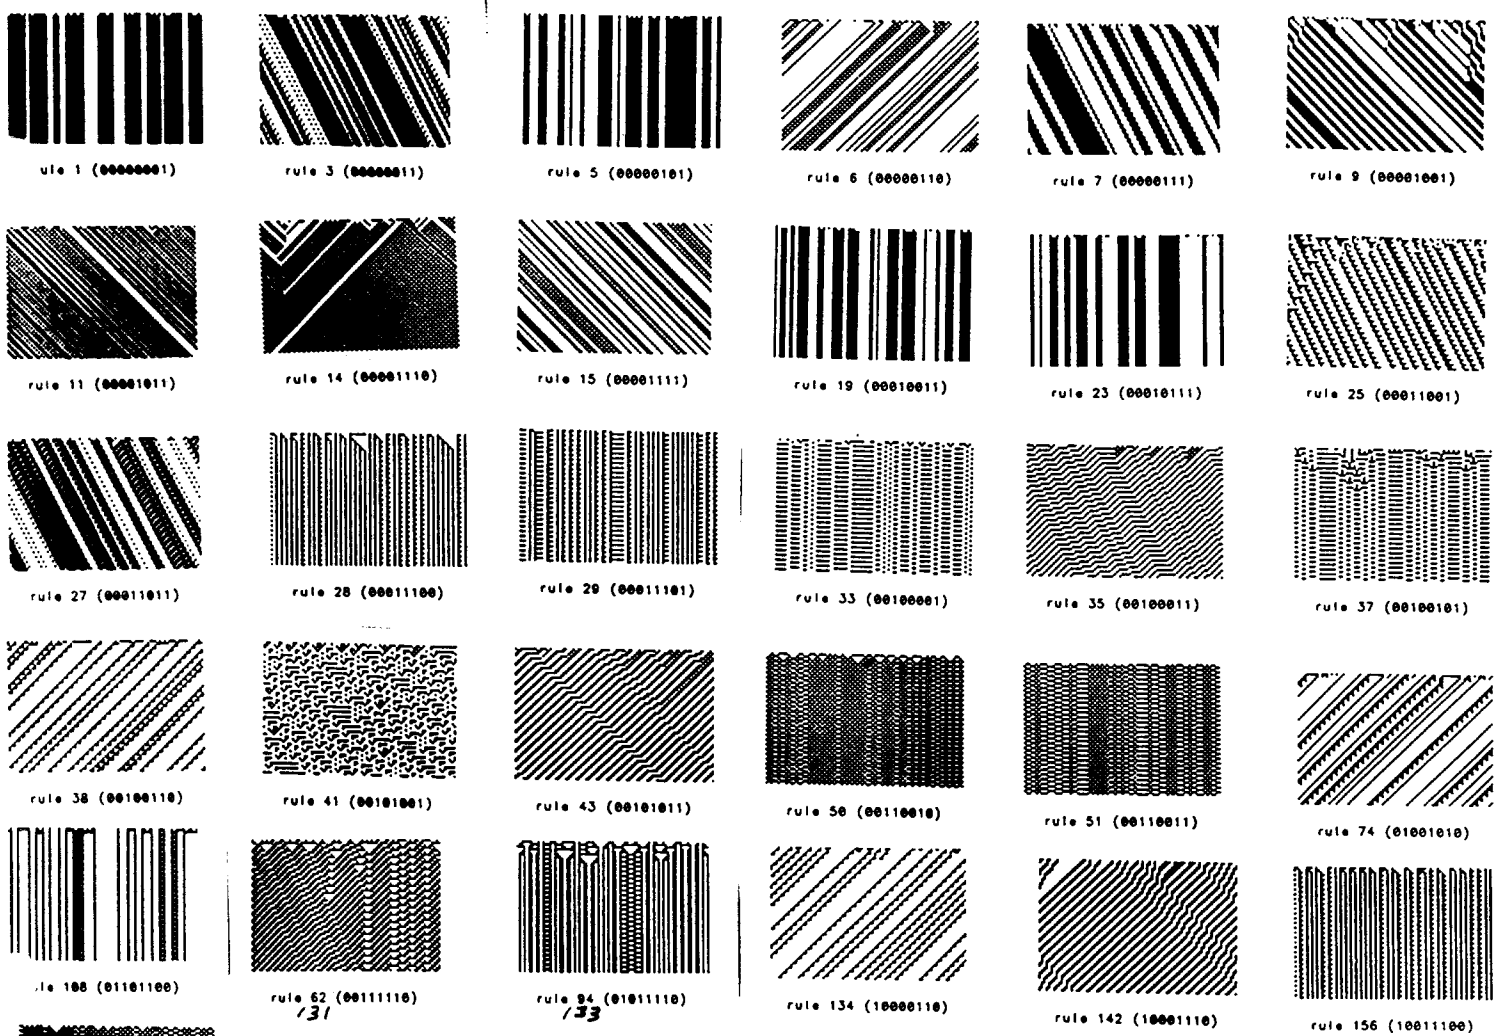 ule 1 (00000001)
rule 3 (00000011)
rule 5 (00000101)
rule 6 (00000110)
rule 7 (00000111)
rule 9 (00001001)
rule 11 (00001011)
rule 14 (00001110)
rule 15 (00001111)
rule 19 (00010011)
rule 23 (00010111)
rule 25 (00011001)
rule 27 (00011011)
rule 28 (00011100)
rule 29 (00011101)
rule 33 (00100001)
rule 35 (00100011)
rule 37 (00100101)
rule 38 (00100110)
rule 41 (00101001)
rule 43 (00101011)
rule 50 (00110010)
rule 51 (00110011)
rule 74 (01001010)
le 108 (01101100)
rule 62 (00111110)
131
rule 94 (01011110)
133
rule 134 (10000110)
rule 142 (10001110)
rule 156 (10011100)